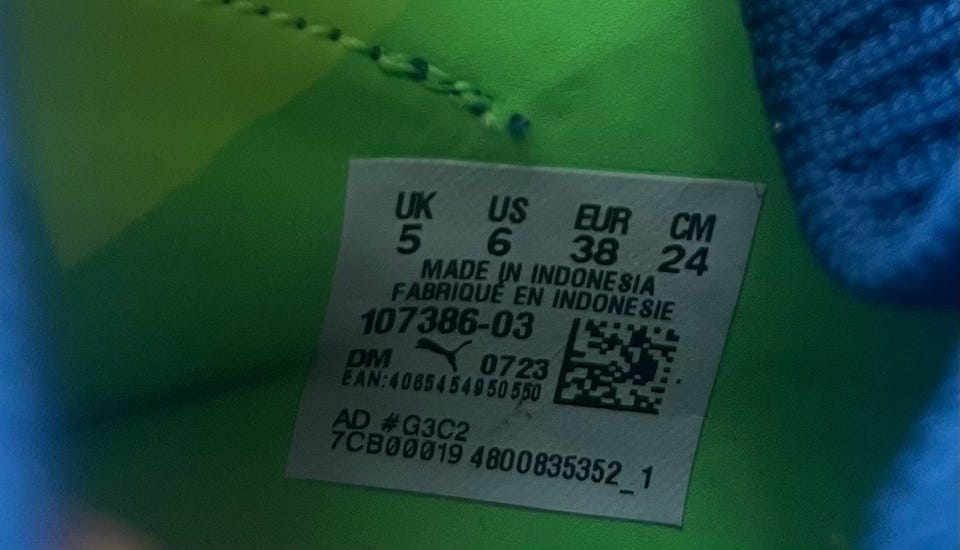 UK US EUR CM
5 6 38 24
MADE IN INDONESIA
FABRIQUÉ EN INDONESIE
107386-03
DM 0723
EAN:4065454950550
AD #G3C2
7CB00019 4800835352_1